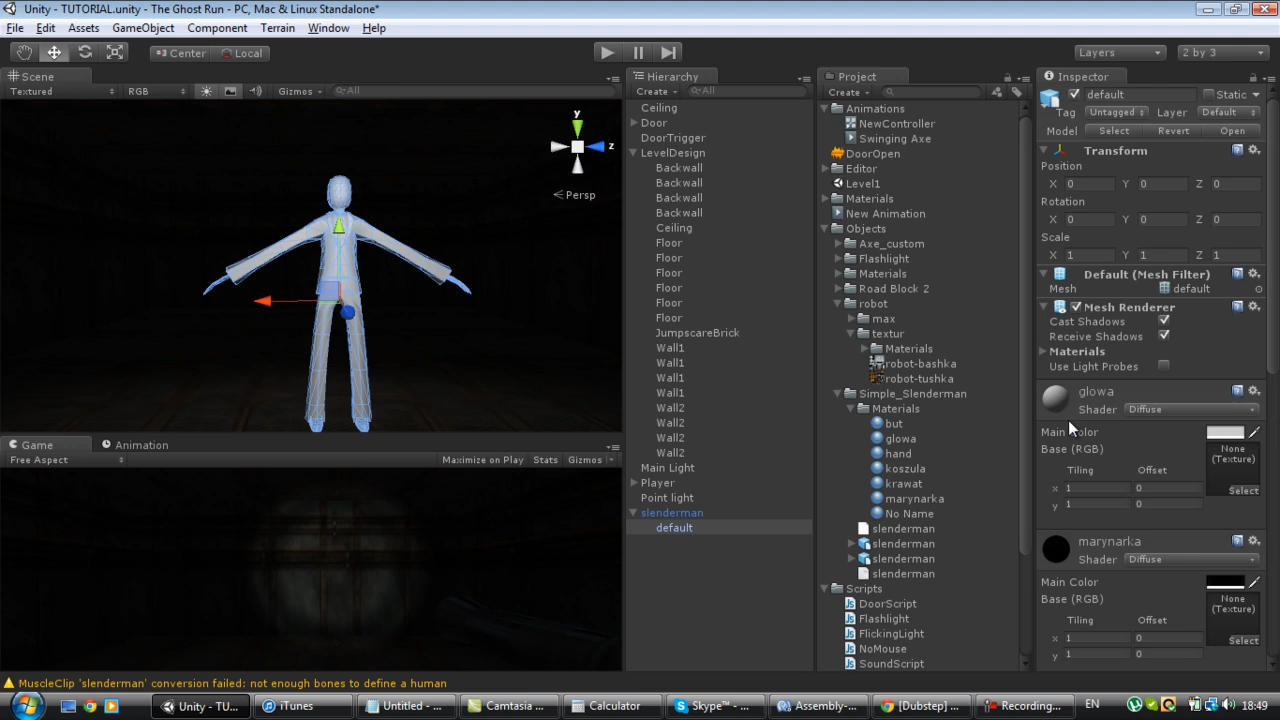 Unity - TUTORIAL.unity - The Ghost Run - PC, Mac & Linux Standalone*
File Edit Assets GameObject Component Terrain Window Help
Center Local Layers 2 by 3
Scene
Textured RGB Gizmos All
y
z
Persp
Game Animation
Free Aspect Maximize on Play Stats Gizmos
Hierarchy
Create All
Ceiling
Door
DoorTrigger
LevelDesign
Backwall
Backwall
Backwall
Backwall
Ceiling
Floor
Floor
Floor
Floor
Floor
Floor
JumpscareBrick
Wall1
Wall1
Wall1
Wall1
Wall2
Wall2
Wall2
Wall2
Main Light
Player
Point light
slenderman
default
Project
Create
Animations
NewController
Swinging Axe
DoorOpen
Editor
Level1
Materials
New Animation
Objects
Axe_custom
Flashlight
Materials
Road Block 2
robot
max
textur
Materials
robot-bashka
robot-tushka
Simple_Slenderman
Materials
but
glowa
hand
koszula
krawat
marynarka
No Name
slenderman
slenderman
slenderman
slenderman
Scripts
DoorScript
Flashlight
FlickingLight
NoMouse
SoundScript
Inspector
default Static
Tag Untagged Layer Default
Model Select Revert Open
Transform
Position
X 0 Y 0 Z 0
Rotation
X 0 Y 0 Z 0
Scale
X 1 Y 1 Z 1
Default (Mesh Filter)
Mesh default
Mesh Renderer
Cast Shadows
Receive Shadows
Materials
Use Light Probes
glowa
Shader Diffuse
Main Color
Base (RGB) None (Texture)
Tiling Offset
x 1 0
y 1 0
Select
marynarka
Shader Diffuse
Main Color
Base (RGB) None (Texture)
Tiling Offset
x 1 0
y 1 0
Select
MuscleClip 'slenderman' conversion failed: not enough bones to define a human
Unity - TU... iTunes Untitled - ... Camtasia ... Calculator Skype™ - ... Assembly-... [Dubstep] ... Recording... EN 18:49